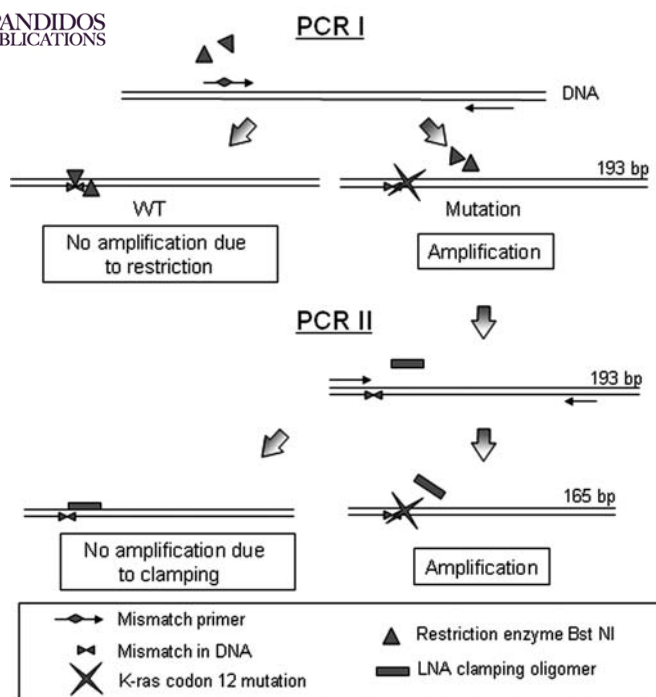 PANDIDOS
BLICATIONS
PCR I
DNA
193 bp
WT
Mutation
No amplification due
to restriction
Amplification
PCR II
193 bp
165 bp
No amplification due
to clamping
Amplification
Mismatch primer
Mismatch in DNA
K-ras codon 12 mutation
Restriction enzyme Bst NI
LNA clamping oligomer